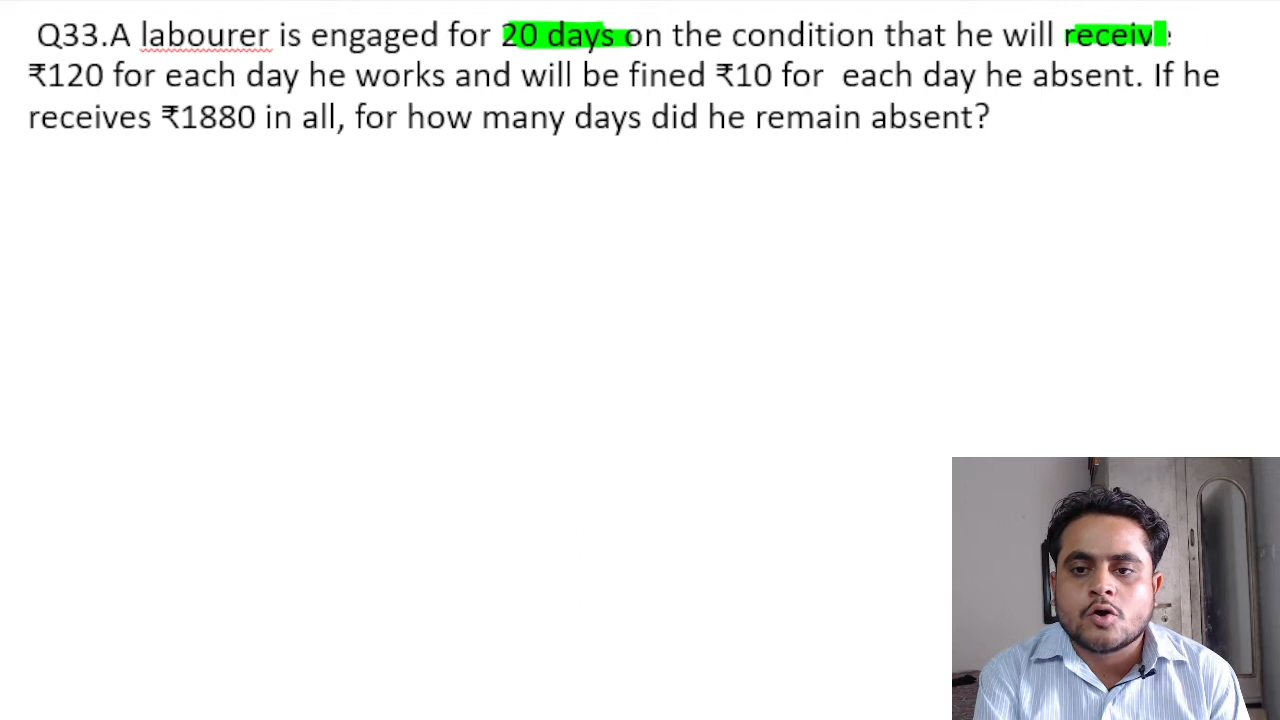 Q33.A labourer is engaged for 20 days on the condition that he will receive
₹120 for each day he works and will be fined ₹10 for each day he absent. If he
receives ₹1880 in all, for how many days did he remain absent?